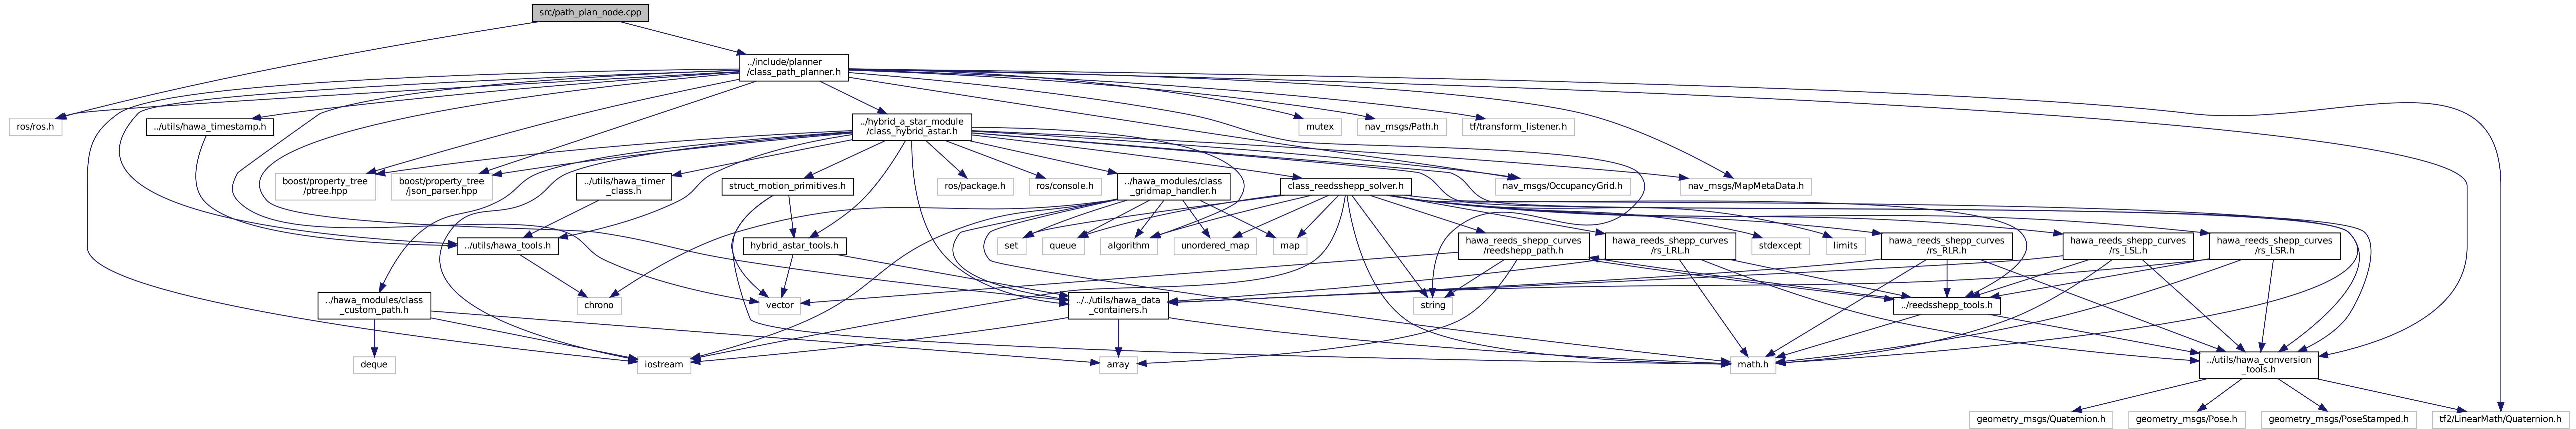 src/path_plan_node.cpp
../include/planner
/class_path_planner.h
ros/ros.h
../utils/hawa_timestamp.h
../hybrid_a_star_module
/class_hybrid_astar.h
mutex
nav_msgs/Path.h
tf/transform_listener.h
boost/property_tree
/ptree.hpp
boost/property_tree
/json_parser.hpp
../utils/hawa_timer
_class.h
struct_motion_primitives.h
ros/package.h
ros/console.h
../hawa_modules/class
_gridmap_handler.h
class_reedsshepp_solver.h
nav_msgs/OccupancyGrid.h
nav_msgs/MapMetaData.h
../utils/hawa_tools.h
hybrid_astar_tools.h
set
queue
algorithm
unordered_map
map
hawa_reeds_shepp_curves
/reedshepp_path.h
hawa_reeds_shepp_curves
/rs_LRL.h
stdexcept
limits
hawa_reeds_shepp_curves
/rs_RLR.h
hawa_reeds_shepp_curves
/rs_LSL.h
hawa_reeds_shepp_curves
/rs_LSR.h
../hawa_modules/class
_custom_path.h
chrono
vector
../../utils/hawa_data
_containers.h
string
../reedsshepp_tools.h
deque
iostream
array
math.h
../utils/hawa_conversion
_tools.h
geometry_msgs/Quaternion.h
geometry_msgs/Pose.h
geometry_msgs/PoseStamped.h
tf2/LinearMath/Quaternion.h